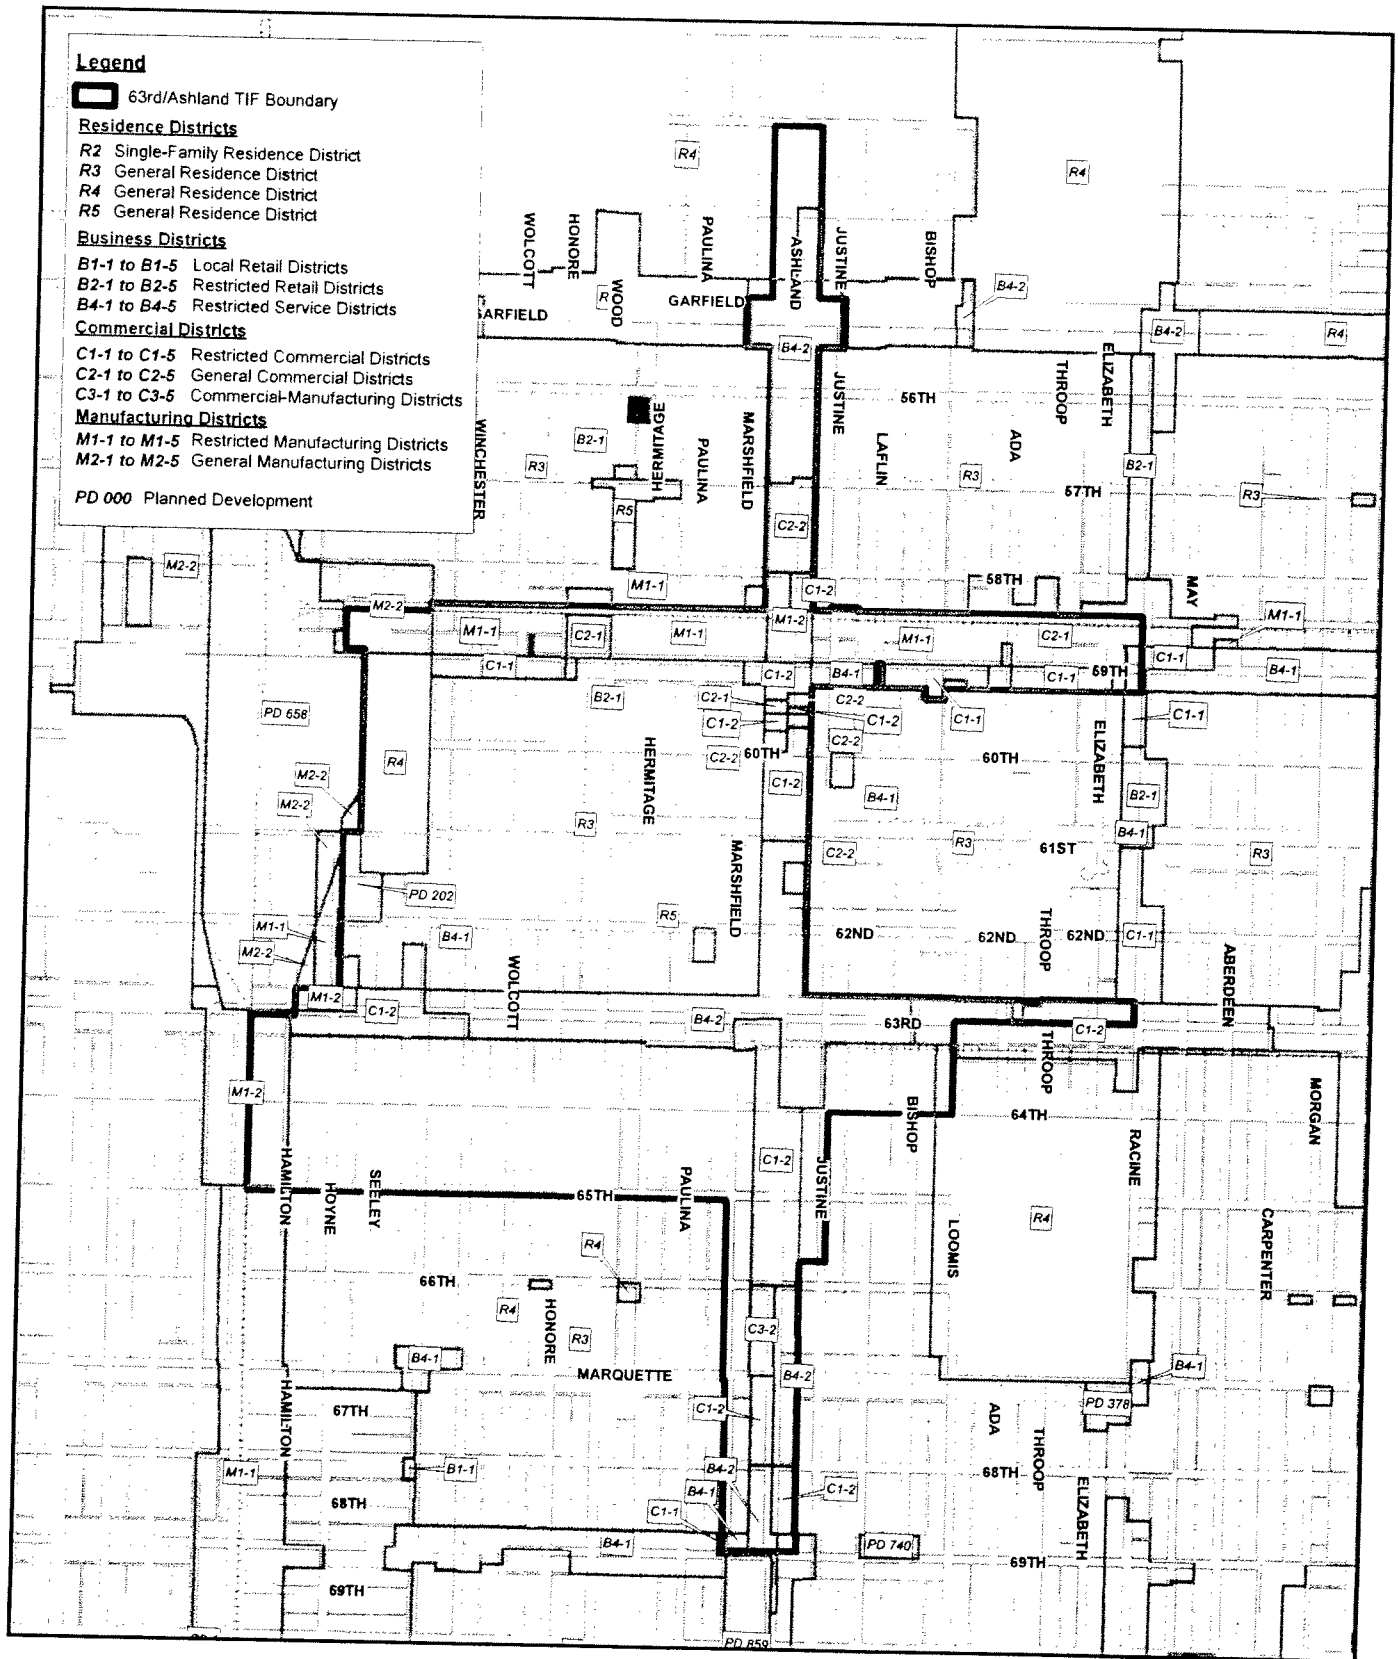 Legend
63rd/Ashland TIF Boundary
Residence Districts
R2 Single-Family Residence District
R3 General Residence District
R4 General Residence District
R5 General Residence District
Business Districts
B1-1 to B1-5 Local Retail Districts
B2-1 to B2-5 Restricted Retail Districts
B4-1 to B4-5 Restricted Service Districts
Commercial Districts
C1-1 to C1-5 Restricted Commercial Districts
C2-1 to C2-5 General Commercial Districts
C3-1 to C3-5 Commercial-Manufacturing Districts
Manufacturing Districts
M1-1 to M1-5 Restricted Manufacturing Districts
M2-1 to M2-5 General Manufacturing Districts
PD 000 Planned Development
R4
R4
WOLCOTT
HONORE
WOOD
PAULINA
ASHLAND
JUSTINE
BISHOP
GARFIELD
GARFIELD
B4-2
B4-2
R4
B4-2
WINCHESTER
HERMITAGE
PAULINA
MARSHFIELD
JUSTINE
LAFLIN
56TH
ADA
THROOP
ELIZABETH
B2-1
R3
R5
C2-2
R3
57TH
B2-1
R3
M2-2
M1-1
C1-2
58TH
MAY
M2-2
M1-1
C2-1
M1-1
M1-2
M1-1
C2-1
M1-1
C1-1
C1-2
B4-1
C1-1
59TH
C1-1
B4-1
PD 658
B2-1
C2-1
C2-2
C1-2
C1-2
C1-1
C1-1
R4
HERMITAGE
C2-2
60TH
C2-2
60TH
ELIZABETH
M2-2
M2-2
C1-2
B4-1
B2-1
R3
R3
61ST
B4-1
R3
C2-2
MARSHFIELD
PD 202
R5
M1-1
M2-2
B4-1
62ND
62ND
THROOP
62ND
C1-1
ABERDEEN
WOLCOTT
M1-2
C1-2
B4-2
63RD
C1-2
THROOP
M1-2
BISHOP
64TH
MORGAN
RACINE
HAMILTON
HOYNE
SEELEY
65TH
PAULINA
C1-2
JUSTINE
LOOMIS
R4
CARPENTER
R4
66TH
R4
HONORE
R3
C3-2
B4-1
MARQUETTE
B4-2
B4-1
HAMILTON
67TH
C1-2
ADA
THROOP
PD 378
M1-1
B1-1
B4-2
C1-2
68TH
ELIZABETH
68TH
B4-1
C1-1
B4-1
PD 740
69TH
69TH
PD 859